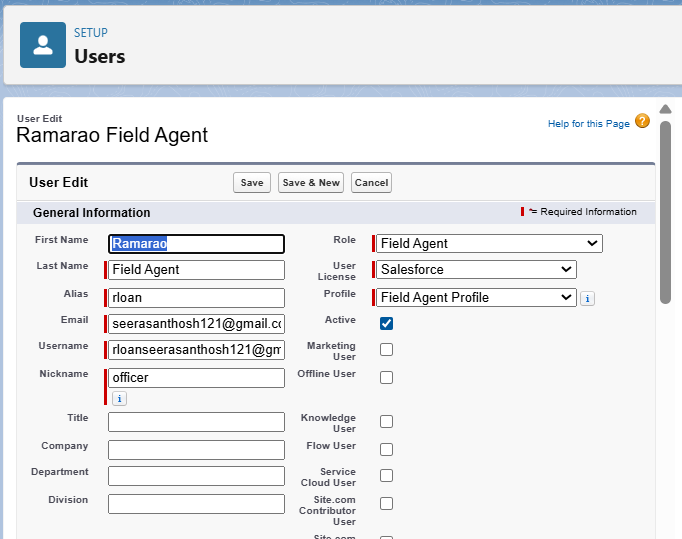 SETUP
Users
User Edit
Ramarao Field Agent
Help for this Page ?
User Edit Save Save & New Cancel
General Information = Required Information
First Name Ramarao Role Field Agent
Last Name Field Agent User License Salesforce
Alias rloan Profile Field Agent Profile i
Email seerasanthosh121@gmail.co Active
Username rloanseerasanthosh121@gm Marketing User
Nickname officer Offline User
i
Title Knowledge User
Company Flow User
Department Service Cloud User
Division Site.com Contributor User
Site.com